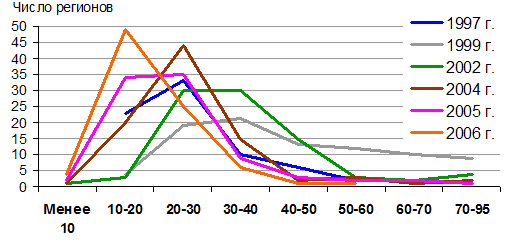 Число регионов
50
45
40
35
30
25
20
15
10
5
0
Менее 10-20 20-30 30-40 40-50 50-60 60-70 70-95
10
1997 г.
1999 г.
2002 г.
2004 г.
2005 г.
2006 г.